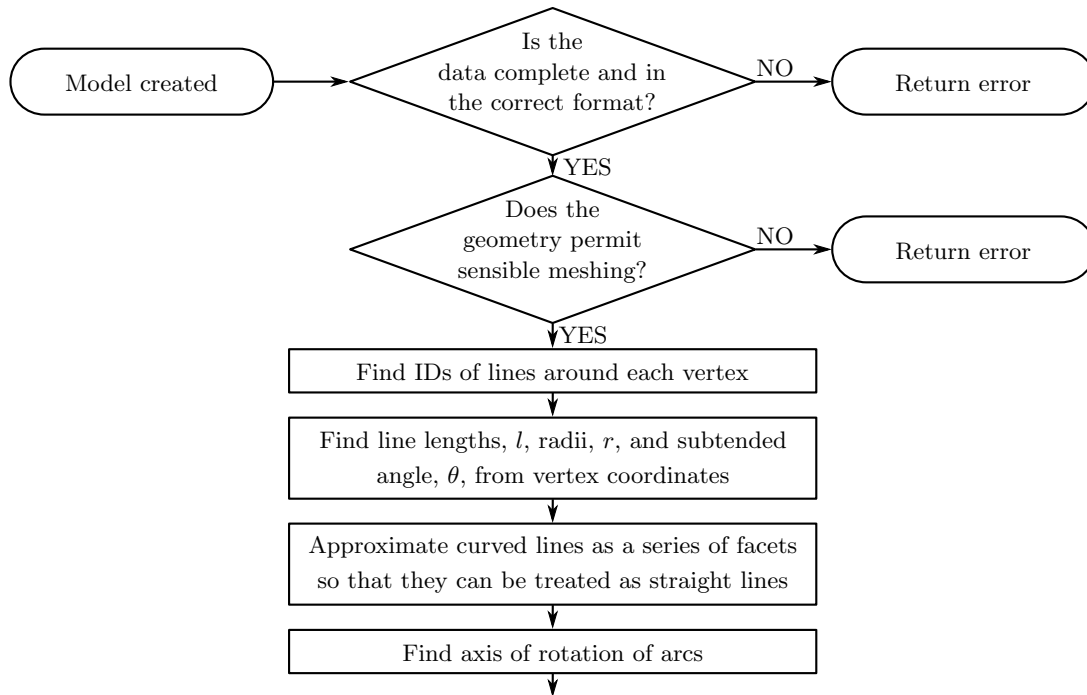 Model created
Is the
data complete and in
the correct format?
NO
Return error
YES
Does the
geometry permit
sensible meshing?
NO
Return error
YES
Find IDs of lines around each vertex
Find line lengths, l, radii, r, and subtended
angle, θ, from vertex coordinates
Approximate curved lines as a series of facets
so that they can be treated as straight lines
Find axis of rotation of arcs